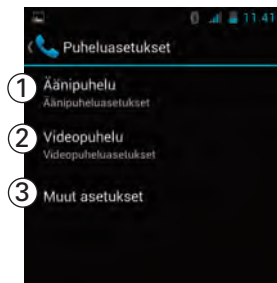 11 41
Puheluasetukset
1 Äänipuhelu
Äänipuheluasetukset
2 Videopuhelu
Videopuheluasetukset
3 Muut asetukset